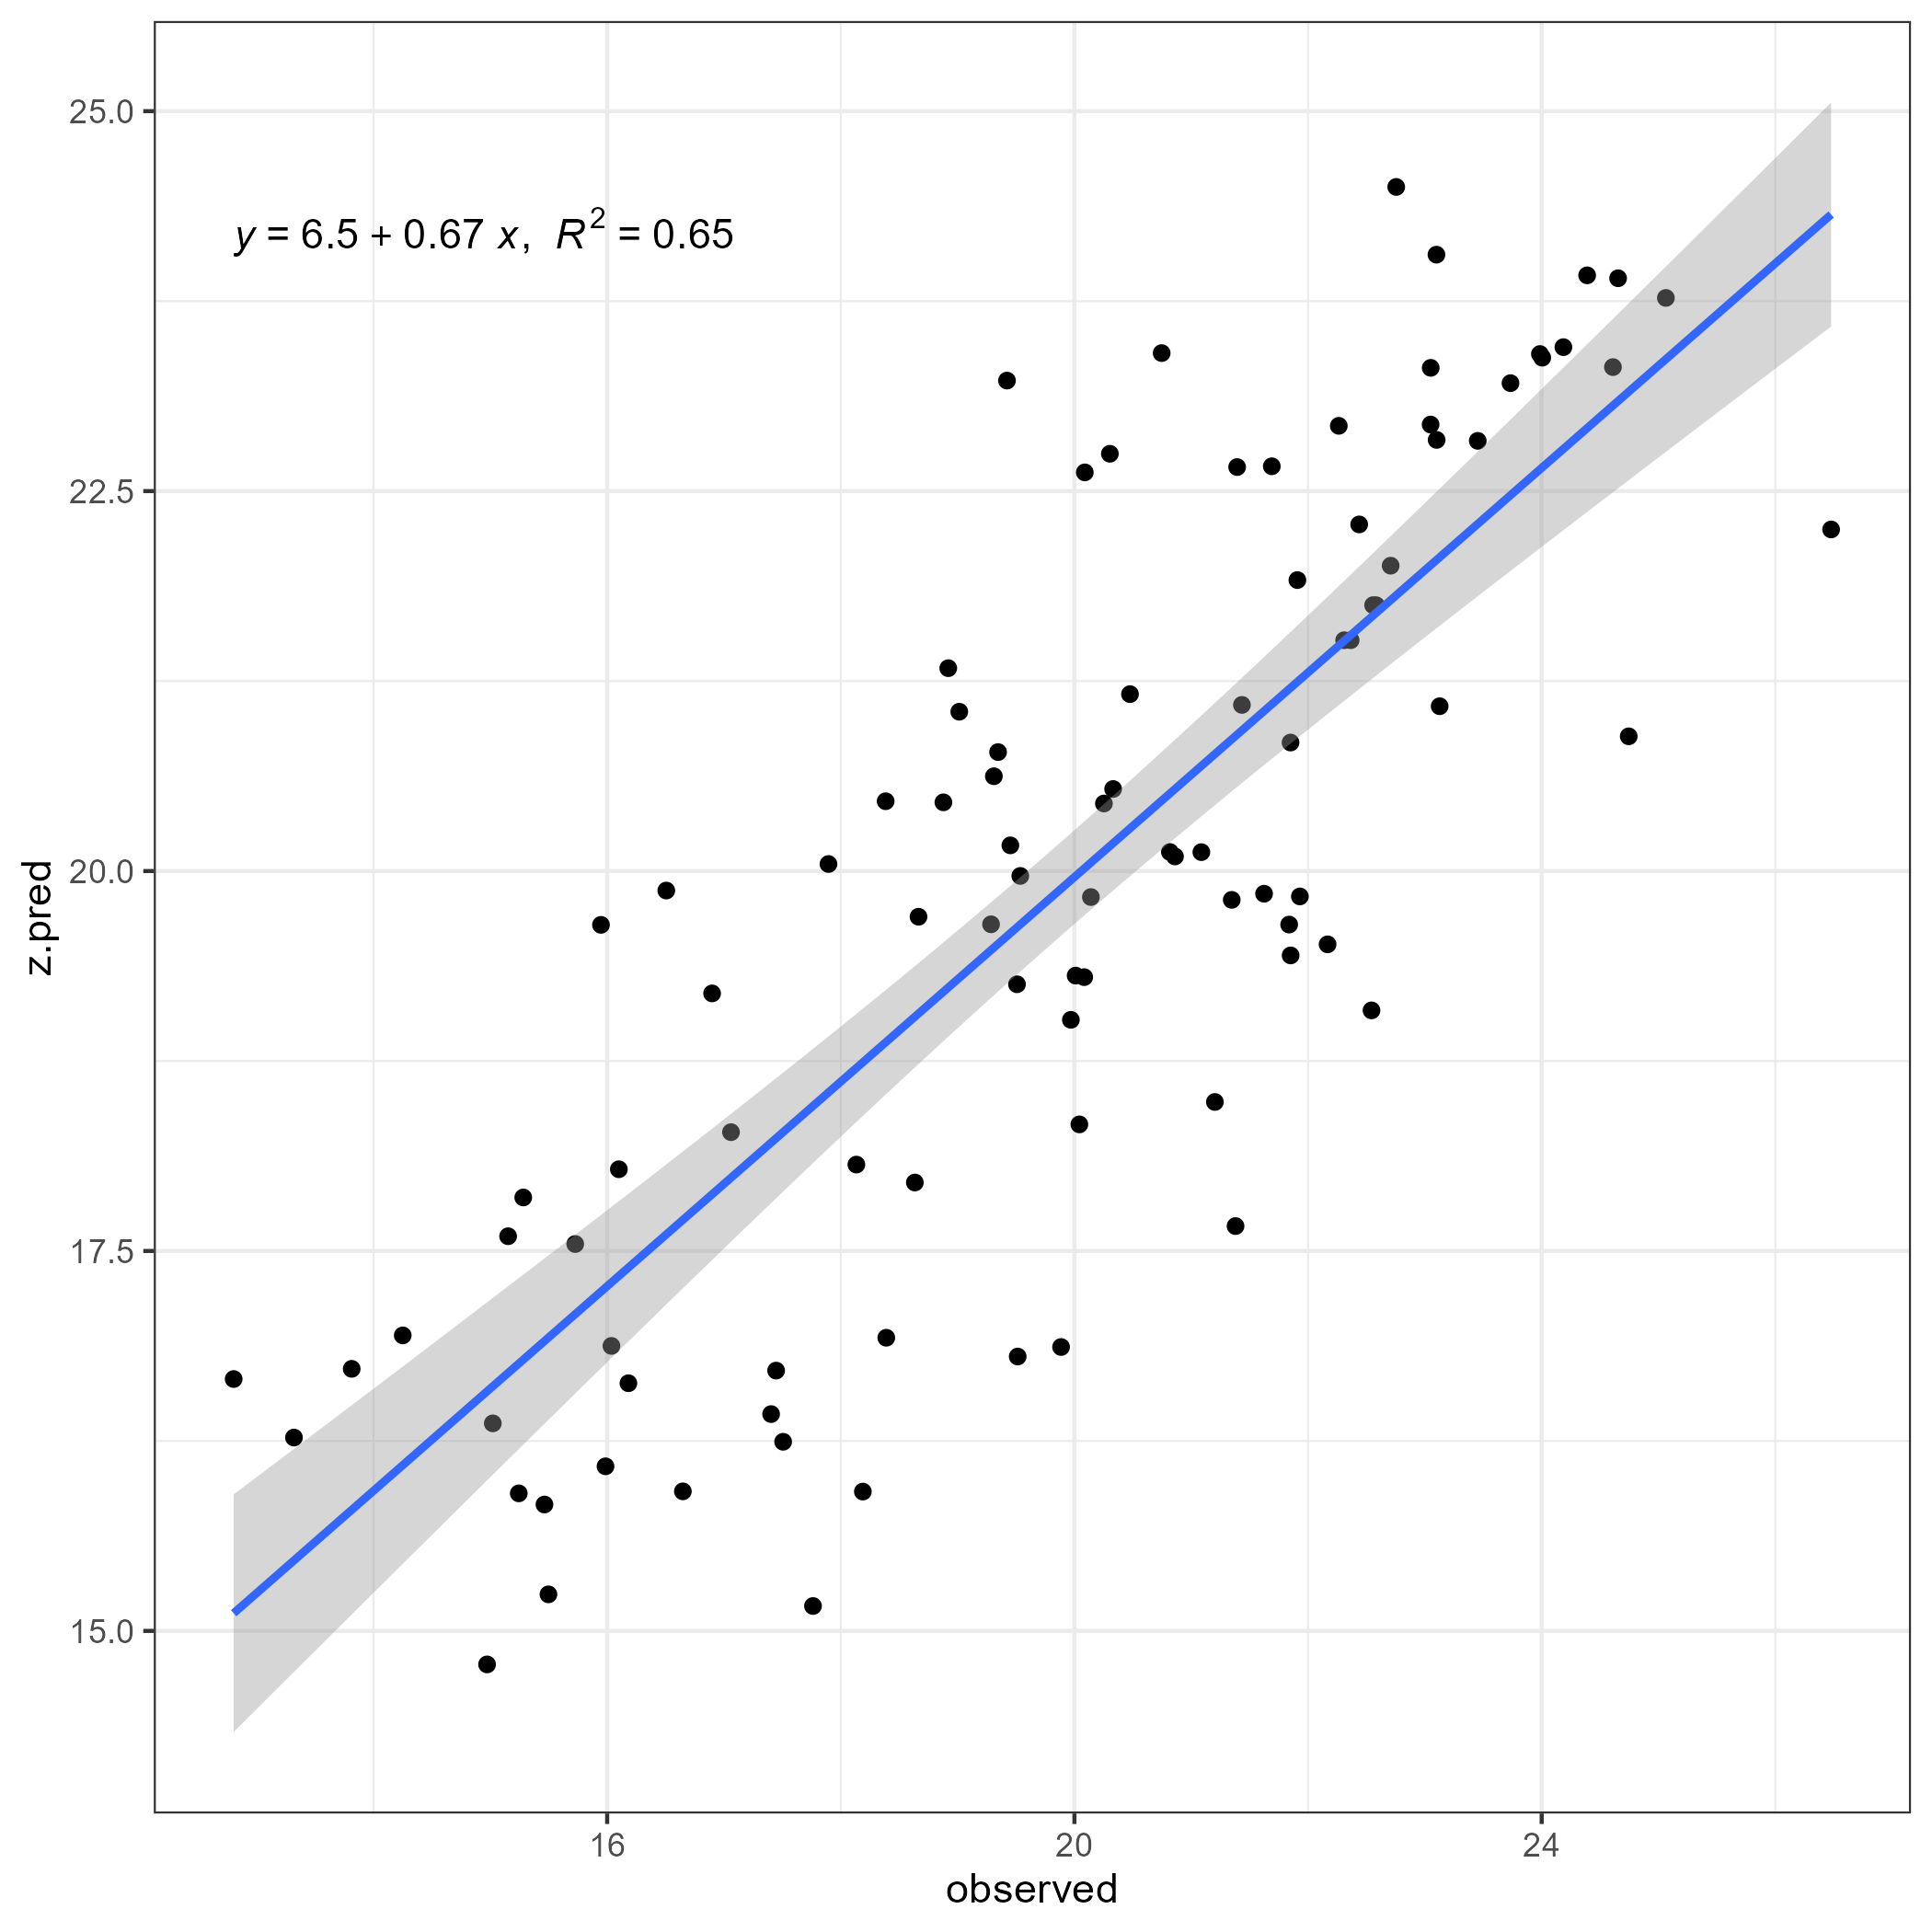 25.0
y = 6.5 + 0.67 x, R² = 0.65
22.5
20.0
z.pred
17.5
15.0
16 20 24
observed